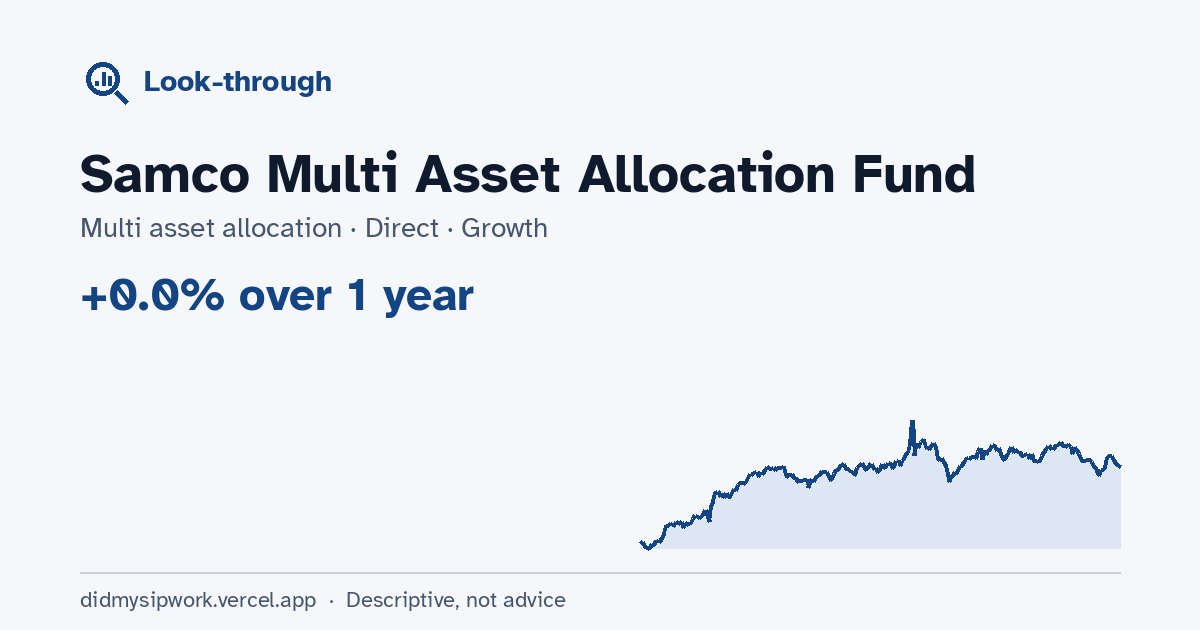 Look-through
Samco Multi Asset Allocation Fund
Multi asset allocation · Direct · Growth
+0.0% over 1 year
didmysipwork.vercel.app · Descriptive, not advice